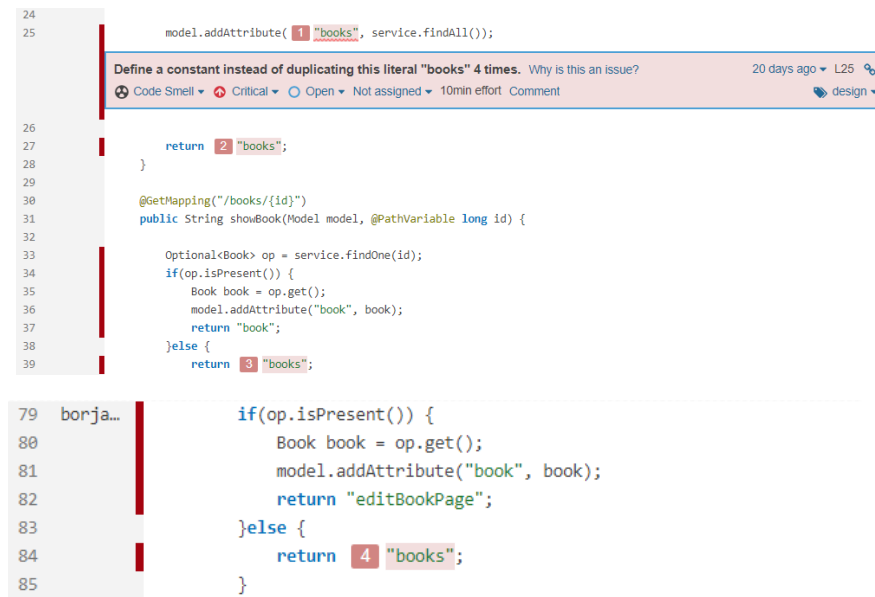 24
25 model.addAttribute( 1 "books", service.findAll());
Define a constant instead of duplicating this literal "books" 4 times. Why is this an issue? 20 days ago L25
Code Smell Critical Open Not assigned 10min effort Comment design
26
27 return 2 "books";
28 }
29
30 @GetMapping("/books/{id}")
31 public String showBook(Model model, @PathVariable long id) {
32
33 Optional<Book> op = service.findOne(id);
34 if(op.isPresent()) {
35 Book book = op.get();
36 model.addAttribute("book", book);
37 return "book";
38 }else {
39 return 3 "books";
79 borja… if(op.isPresent()) {
80 Book book = op.get();
81 model.addAttribute("book", book);
82 return "editBookPage";
83 }else {
84 return 4 "books";
85 }